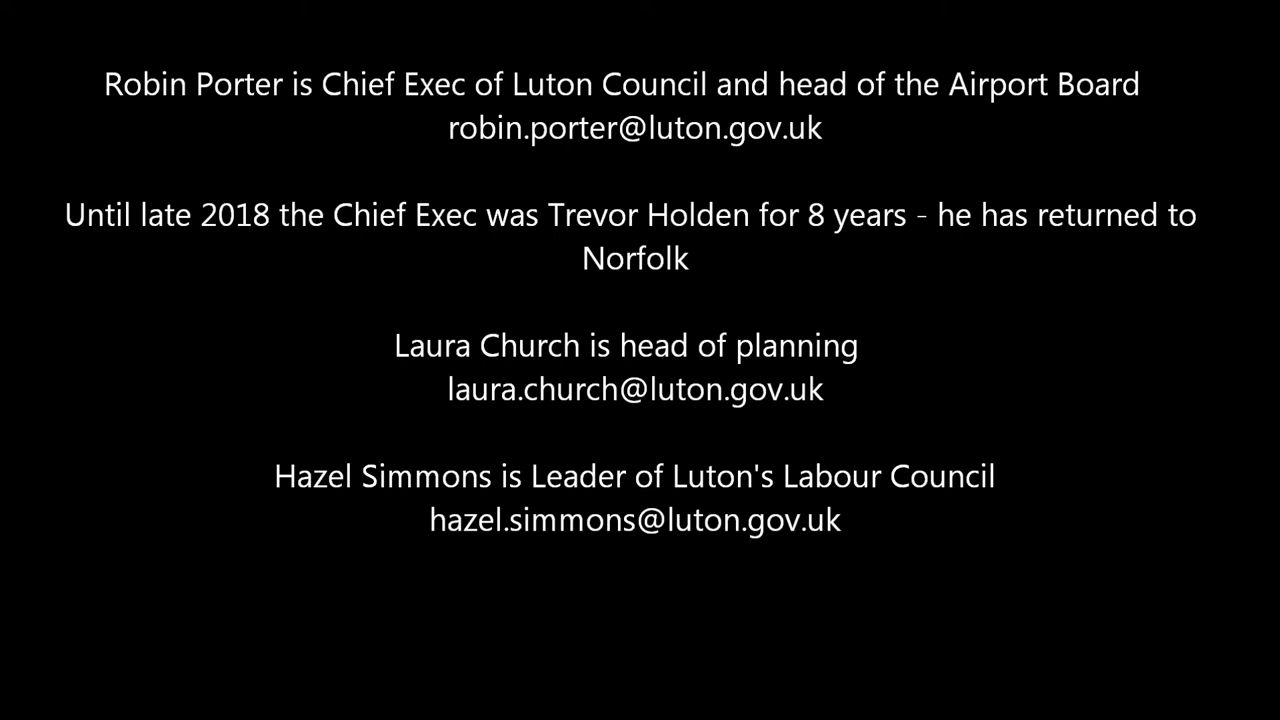 Robin Porter is Chief Exec of Luton Council and head of the Airport Board
robin.porter@luton.gov.uk
Until late 2018 the Chief Exec was Trevor Holden for 8 years - he has returned to
Norfolk
Laura Church is head of planning
laura.church@luton.gov.uk
Hazel Simmons is Leader of Luton's Labour Council
hazel.simmons@luton.gov.uk